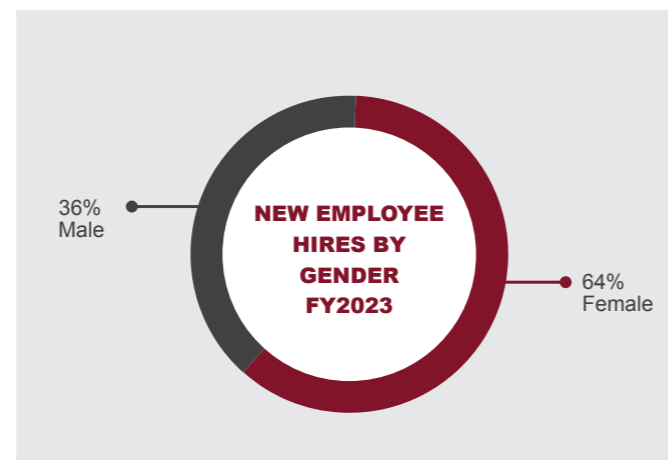 NEW EMPLOYEE
HIRES BY
GENDER
FY2023
36%
Male
64%
Female